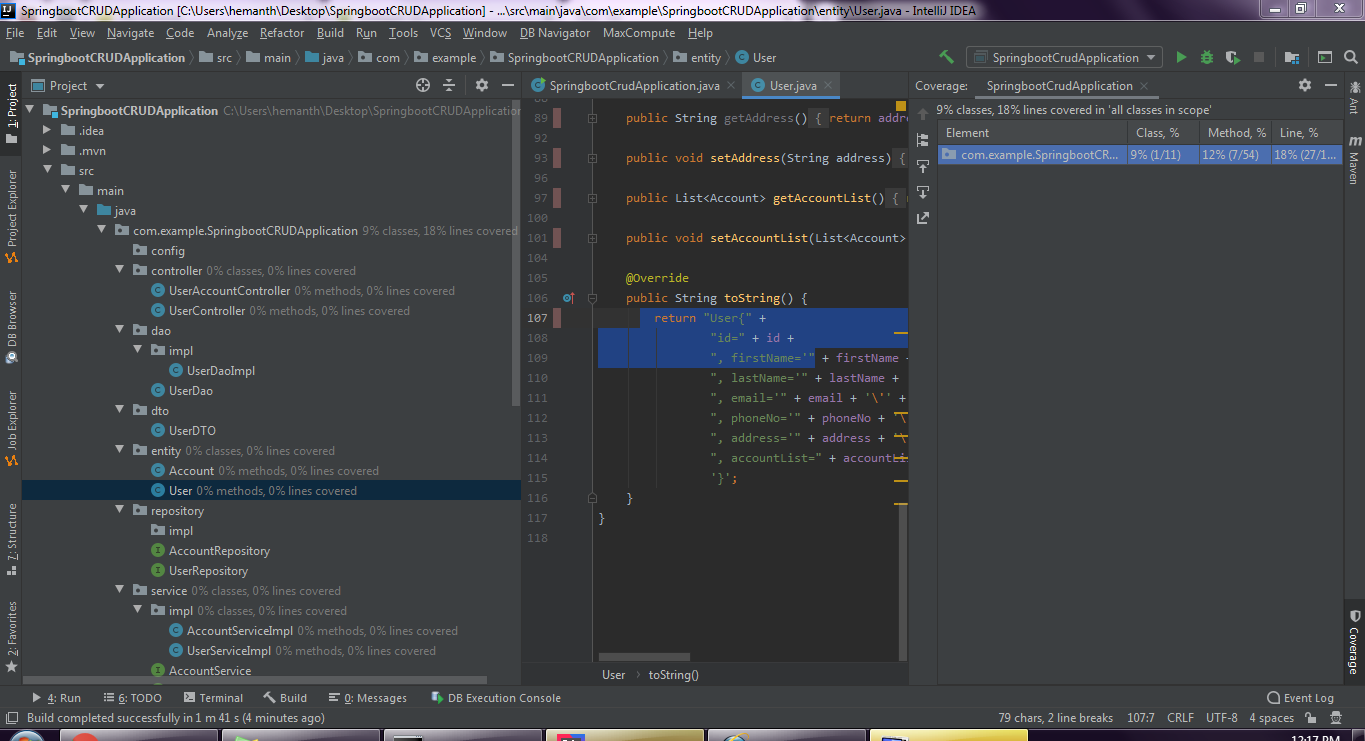 SpringbootCRUDApplication [C:\Users\hemanth\Desktop\SpringbootCRUDApplication] - ...\src\main\java\com\example\SpringbootCRUDApplication\entity\User.java - IntelliJ IDEA
File Edit View Navigate Code Analyze Refactor Build Run Tools VCS Window DB Navigator MaxCompute Help
SpringbootCRUDApplication src main java com example SpringbootCRUDApplication entity User SpringbootCrudApplication
1: Project
Project Explorer
DB Browser
Job Explorer
7: Structure
2: Favorites
Project
SpringbootCRUDApplication C:\Users\hemanth\Desktop\SpringbootCRUDApplication
.idea
.mvn
src
main
java
com.example.SpringbootCRUDApplication 9% classes, 18% lines covered
config
controller 0% classes, 0% lines covered
UserAccountController 0% methods, 0% lines covered
UserController 0% methods, 0% lines covered
dao
impl
UserDaoImpl
UserDao
dto
UserDTO
entity 0% classes, 0% lines covered
Account 0% methods, 0% lines covered
User 0% methods, 0% lines covered
repository
impl
AccountRepository
UserRepository
service 0% classes, 0% lines covered
impl 0% classes, 0% lines covered
AccountServiceImpl 0% methods, 0% lines covered
UserServiceImpl 0% methods, 0% lines covered
AccountService
SpringbootCrudApplication.java User.java
89 public String getAddress() { return addre
92
93 public void setAddress(String address) {
96
97 public List<Account> getAccountList() {
100
101 public void setAccountList(List<Account>
104
105 @Override
106 public String toString() {
107 return "User{" +
108 "id=" + id +
109 ", firstName='" + firstName +
110 ", lastName='" + lastName +
111 ", email='" + email + '\'' +
112 ", phoneNo='" + phoneNo + '\
113 ", address='" + address + '\
114 ", accountList=" + accountLi
115 '}';
116 }
117 }
118
User toString()
Coverage: SpringbootCrudApplication
9% classes, 18% lines covered in 'all classes in scope'
Element Class, % Method, % Line, %
com.example.SpringbootCR... 9% (1/11) 12% (7/54) 18% (27/1...
Ant
Maven
Coverage
4: Run 6: TODO Terminal Build 0: Messages DB Execution Console Event Log
Build completed successfully in 1 m 41 s (4 minutes ago) 79 chars, 2 line breaks 107:7 CRLF UTF-8 4 spaces
12:17 PM